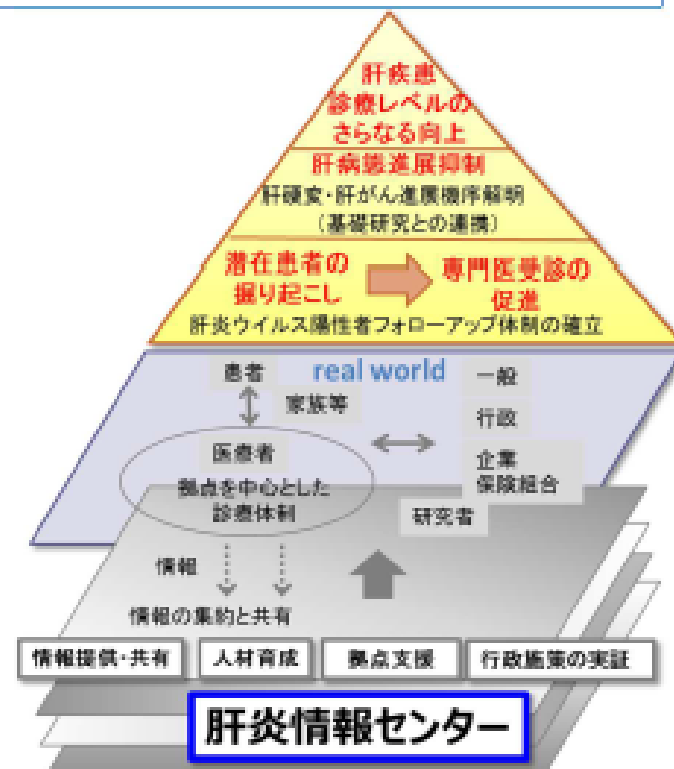 肝疾患
診療レベルの
さらなる向上
肝病態進展抑制
肝硬変・肝がん進展機序解明
（基礎研究との連携）
潜在患者の
掘り起こし
専門医受診の
促進
肝炎ウイルス陽性者フォローアップ体制の確立
real world
患者
家族等
一般
行政
企業
保険組合
医療者
拠点を中心とした
診療体制
研究者
情報
情報の集約と共有
情報提供・共有
人材育成
拠点支援
行政施策の実証
肝炎情報センター